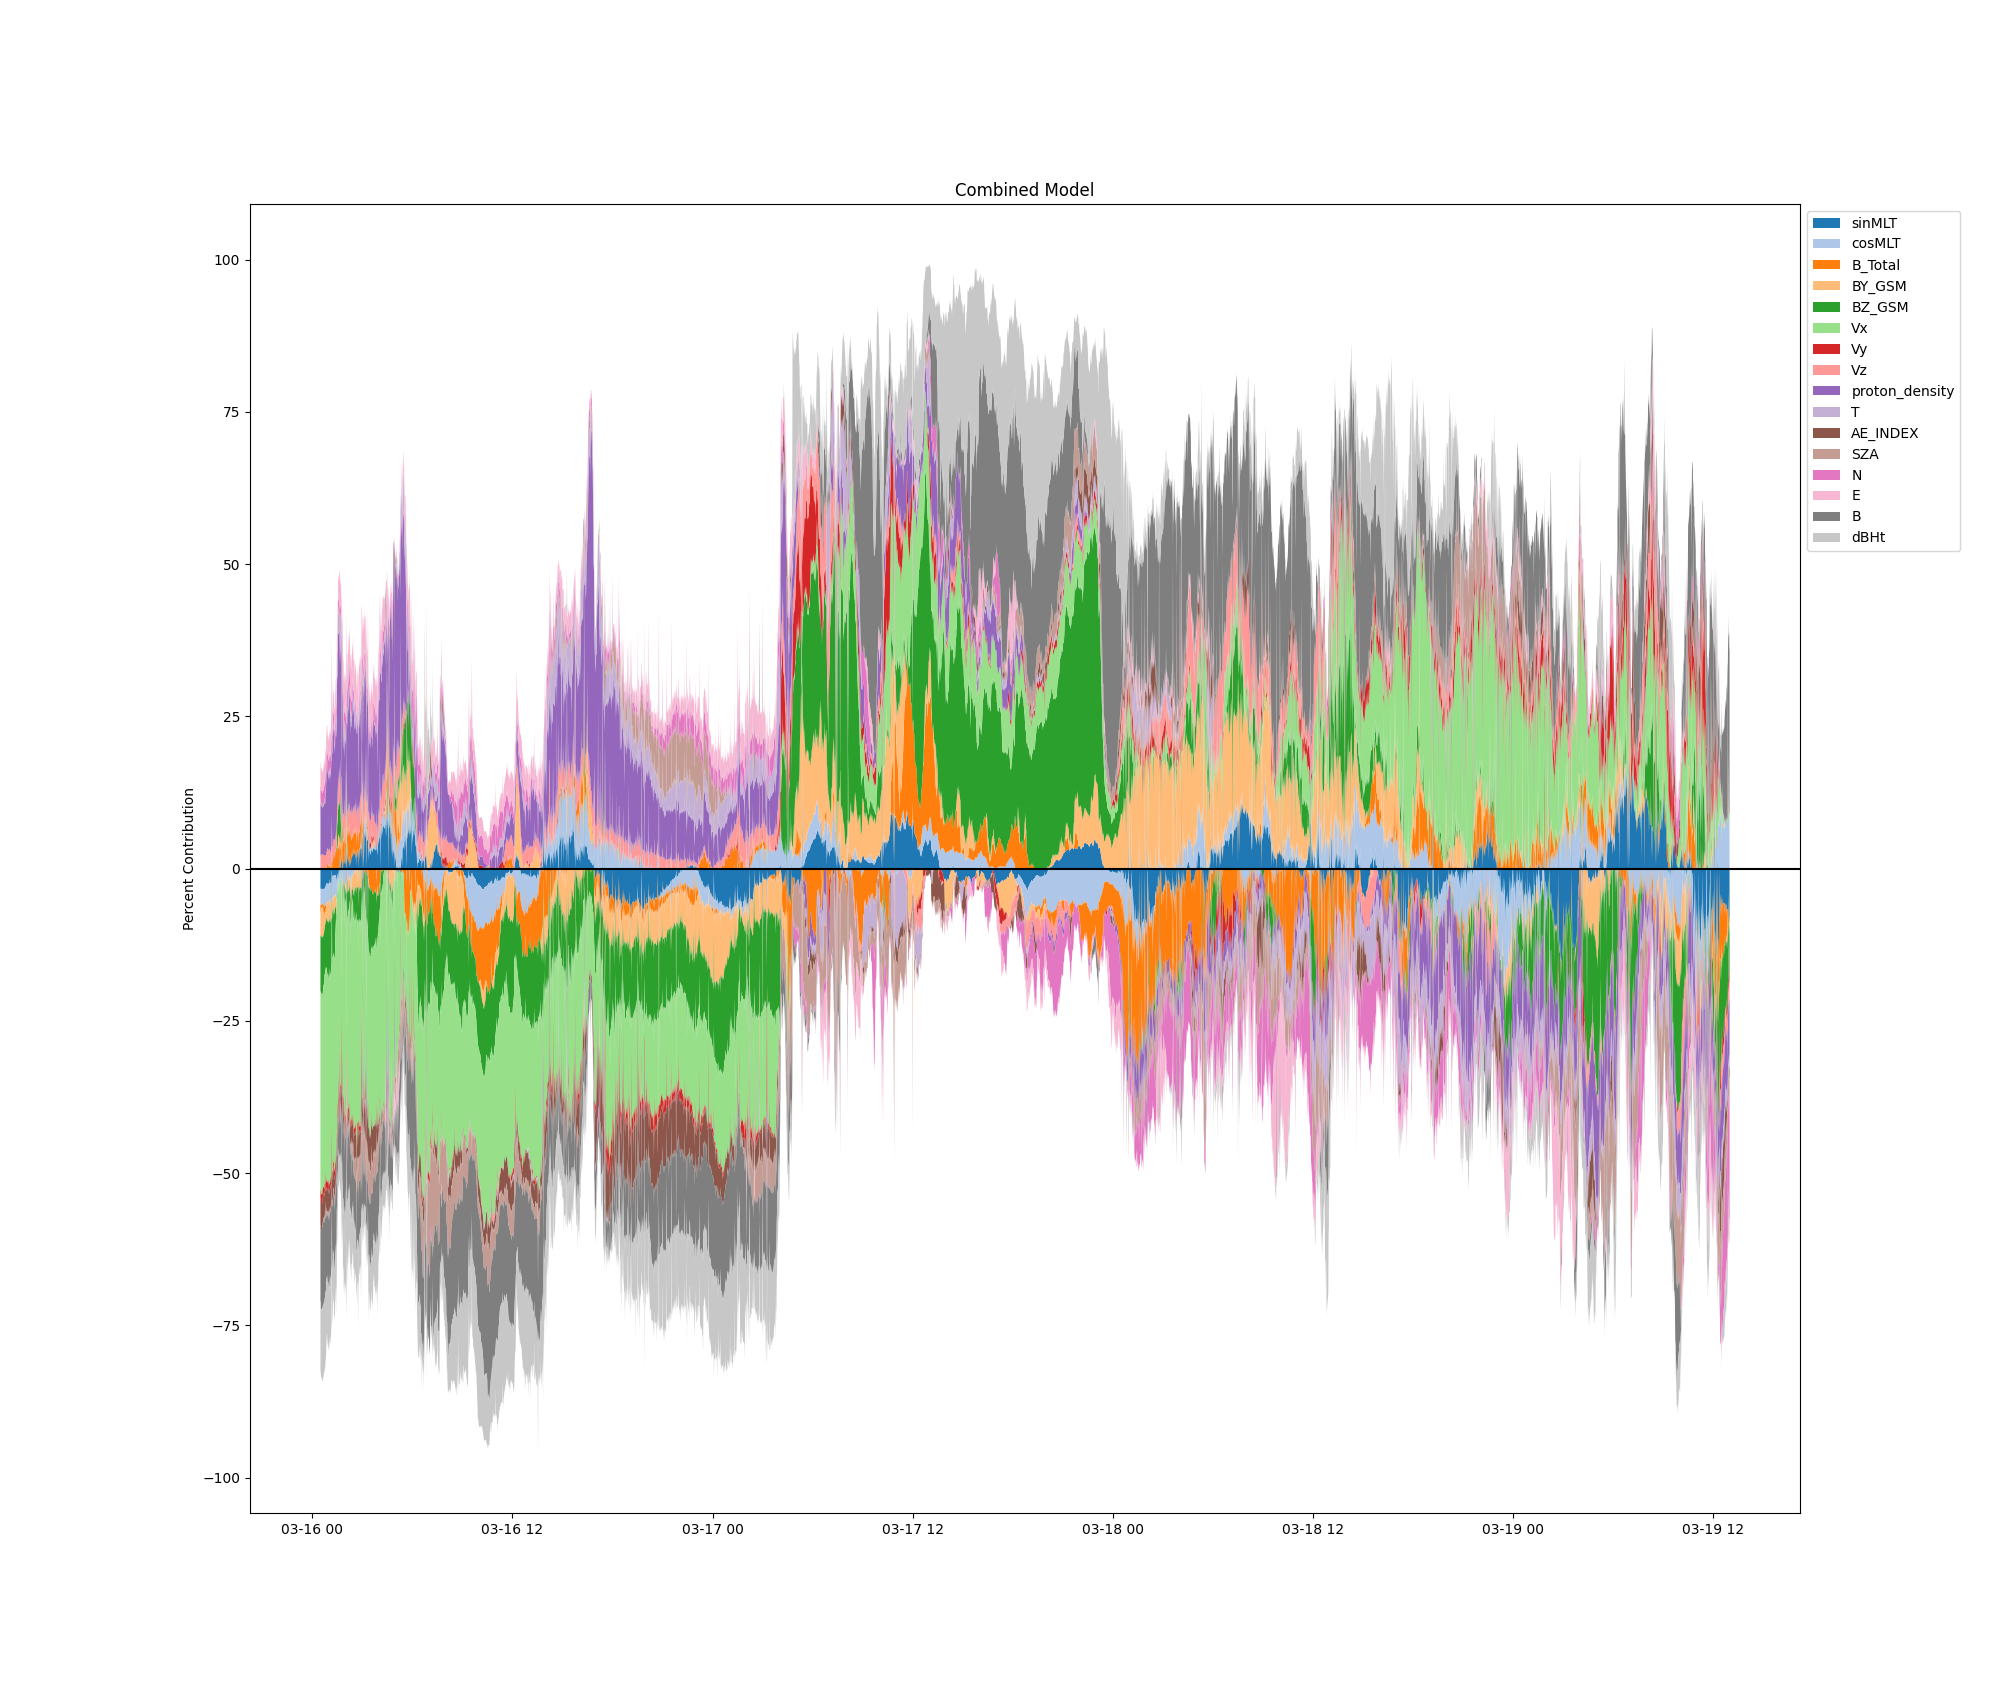 Combined Model
Percent Contribution
100
75
50
25
0
−25
−50
−75
−100
03-16 00
03-16 12
03-17 00
03-17 12
03-18 00
03-18 12
03-19 00
03-19 12
sinMLT
cosMLT
B_Total
BY_GSM
BZ_GSM
Vx
Vy
Vz
proton_density
T
AE_INDEX
SZA
N
E
B
dBHt